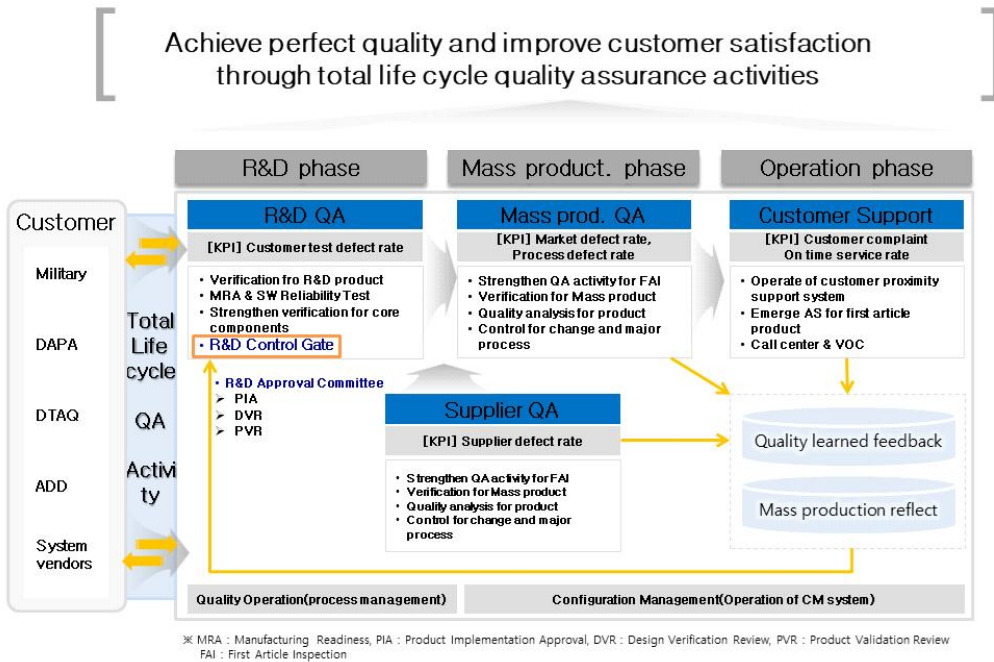 Achieve perfect quality and improve customer satisfaction
through total life cycle quality assurance activities
R&D phase
Mass product. phase
Operation phase
Customer
Military
DAPA
DTAQ
ADD
System
vendors
Total
Life
cycle
QA
Activi
ty
R&D QA
[KPI] Customer test defect rate
• Verification fro R&D product
• MRA & SW Reliability Test
• Strengthen verification for core
components
• R&D Control Gate
• R&D Approval Committee
➢ PIA
➢ DVR
➢ PVR
Mass prod. QA
[KPI] Market defect rate,
Process defect rate
• Strengthen QA activity for FAI
• Verification for Mass product
• Quality analysis for product
• Control for change and major
process
Customer Support
[KPI] Customer complaint
On time service rate
• Operate of customer proximity
support system
• Emerge AS for first article
product
• Call center & VOC
Supplier QA
[KPI] Supplier defect rate
• Strengthen QA activity for FAI
• Verification for Mass product
• Quality analysis for product
• Control for change and major
process
Quality learned feedback
Mass production reflect
Quality Operation(process management)
Configuration Management(Operation of CM system)
※ MRA : Manufacturing Readiness, PIA : Product Implementation Approval, DVR : Design Verification Review, PVR : Product Validation Review
FAI : First Article Inspection